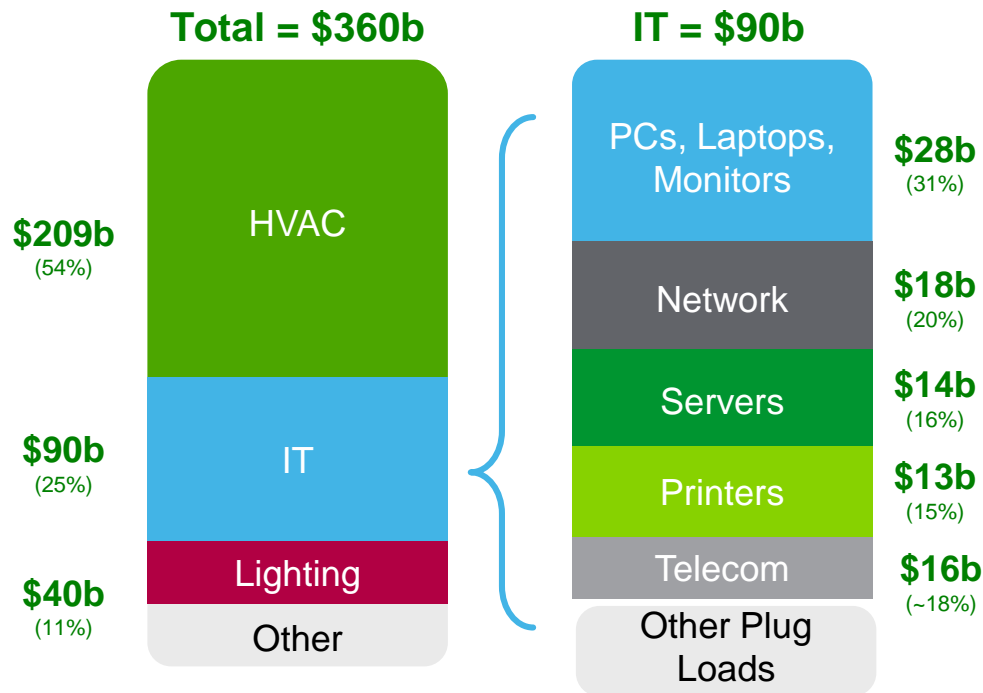 Total = $360b
HVAC
$209b
(54%)
IT
$90b
(25%)
Lighting
$40b
(11%)
Other
IT = $90b
PCs, Laptops,
Monitors
$28b
(31%)
Network
$18b
(20%)
Servers
$14b
(16%)
Printers
$13b
(15%)
Telecom
$16b
(~18%)
Other Plug
Loads